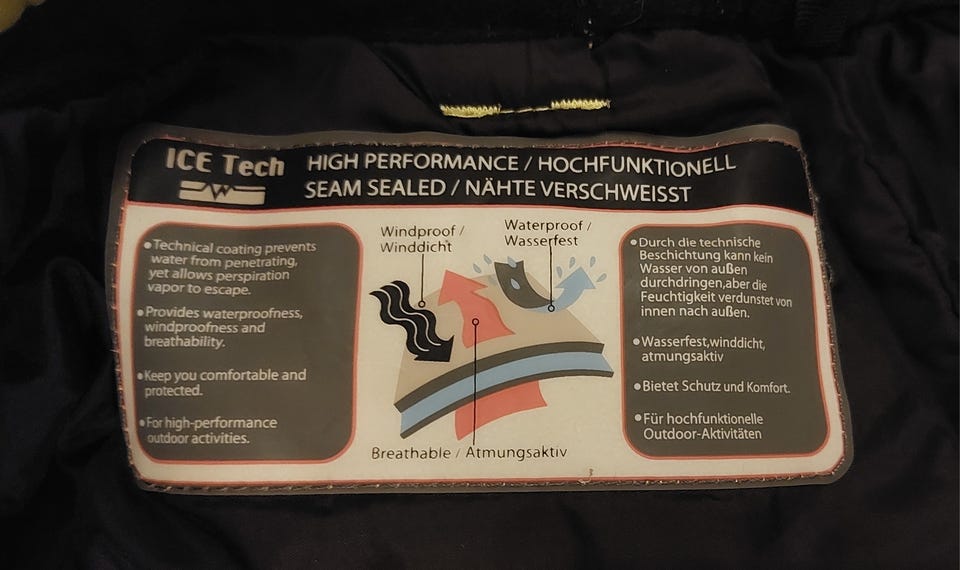 ICE Tech
HIGH PERFORMANCE / HOCHFUNKTIONELL
SEAM SEALED / NÄHTE VERSCHWEISST
• Technical coating prevents
water from penetrating,
yet allows perspiration
vapor to escape.
• Provides waterproofness,
windproofness and
breathability.
• Keep you comfortable and
protected.
• For high-performance
outdoor activities.
Windproof /
Winddicht
Waterproof /
Wasserfest
Breathable / Atmungsaktiv
• Durch die technische
Beschichtung kann kein
Wasser von außen
durchdringen,aber die
Feuchtigkeit verdunstet von
innen nach außen.
• Wasserfest,winddicht,
atmungsaktiv
• Bietet Schutz und Komfort.
• Für hochfunktionelle
Outdoor-Aktivitäten